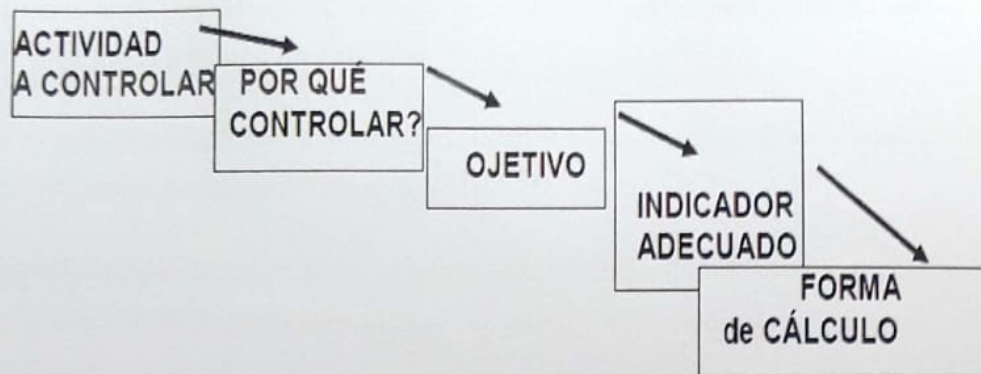 ACTIVIDAD
A CONTROLAR
POR QUÉ
CONTROLAR?
OJETIVO
INDICADOR
ADECUADO
FORMA
de CÁLCULO